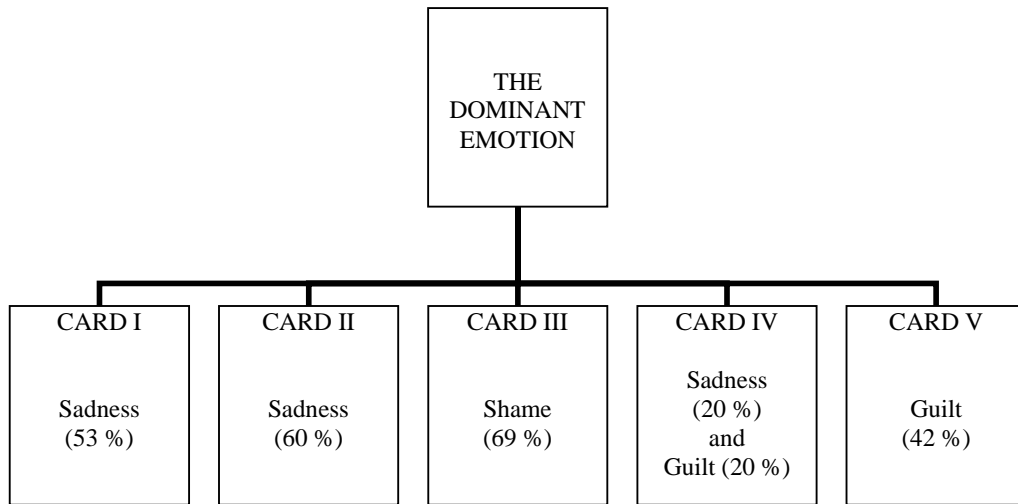 THE
DOMINANT
EMOTION
CARD I
Sadness
(53 %)
CARD II
Sadness
(60 %)
CARD III
Shame
(69 %)
CARD IV
Sadness
(20 %)
and
Guilt (20 %)
CARD V
Guilt
(42 %)